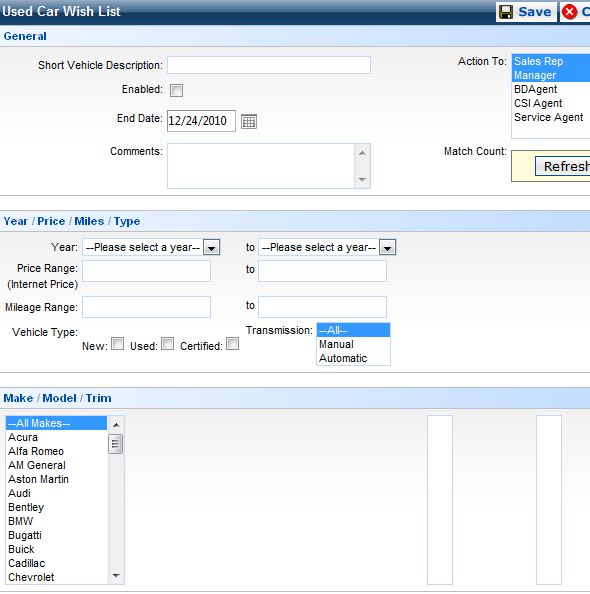 Used Car Wish List Save C
General
Short Vehicle Description: Action To: Sales Rep
Manager
Enabled: BDAgent
CSI Agent
End Date: 12/24/2010 Service Agent
Comments: Match Count:
Refresh
Year / Price / Miles / Type
Year: --Please select a year-- to --Please select a year--
Price Range: to
(Internet Price)
Mileage Range: to
Vehicle Type: Transmission: --All--
New: Used: Certified: Manual
Automatic
Make / Model / Trim
--All Makes--
Acura
Alfa Romeo
AM General
Aston Martin
Audi
Bentley
BMW
Bugatti
Buick
Cadillac
Chevrolet